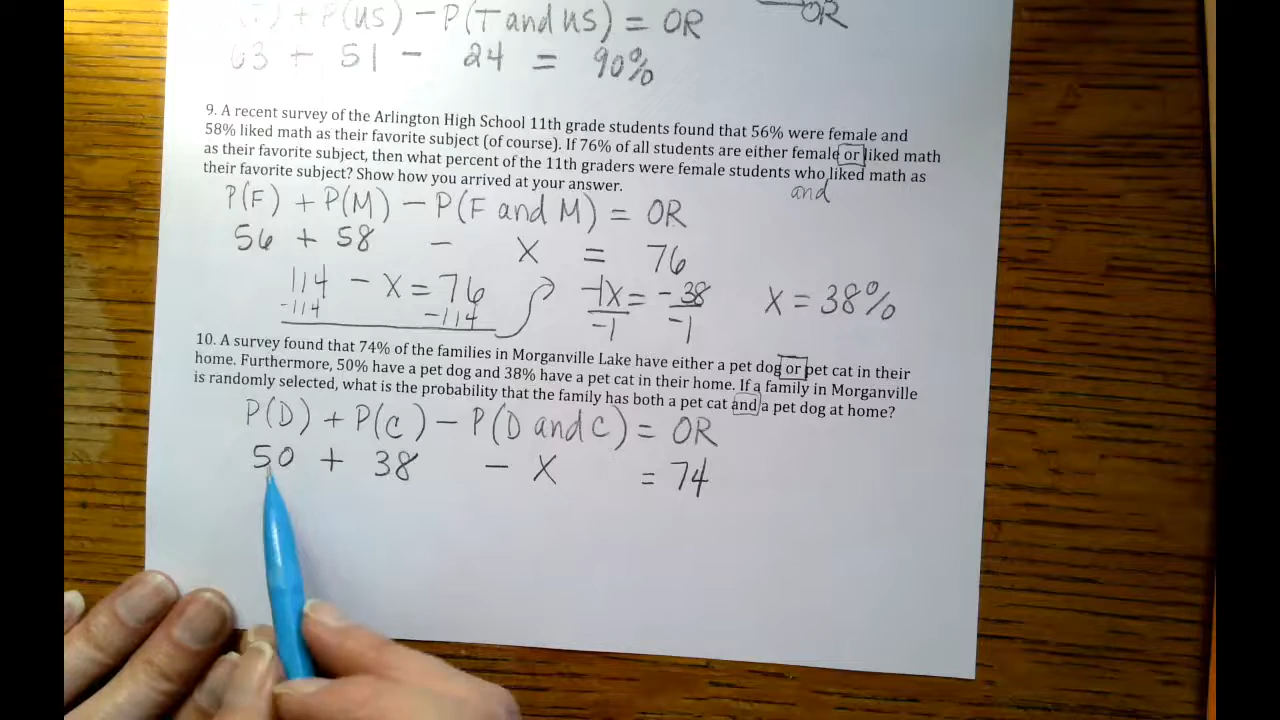 + P(US) - P(T and US) = OR
OR
63 + 51 - 24 = 90%
9. A recent survey of the Arlington High School 11th grade students found that 56% were female and
58% liked math as their favorite subject (of course). If 76% of all students are either female or liked math
as their favorite subject, then what percent of the 11th graders were female students who liked math as
their favorite subject? Show how you arrived at your answer.
and
P(F) + P(M) - P(F and M) = OR
56 + 58 - X = 76
114 - X = 76
-114 -114
-1X = -38
-1 -1
X = 38%
10. A survey found that 74% of the families in Morganville Lake have either a pet dog or pet cat in their
home. Furthermore, 50% have a pet dog and 38% have a pet cat in their home. If a family in Morganville
is randomly selected, what is the probability that the family has both a pet cat and a pet dog at home?
P(D) + P(C) - P(D and C) = OR
50 + 38 - X = 74